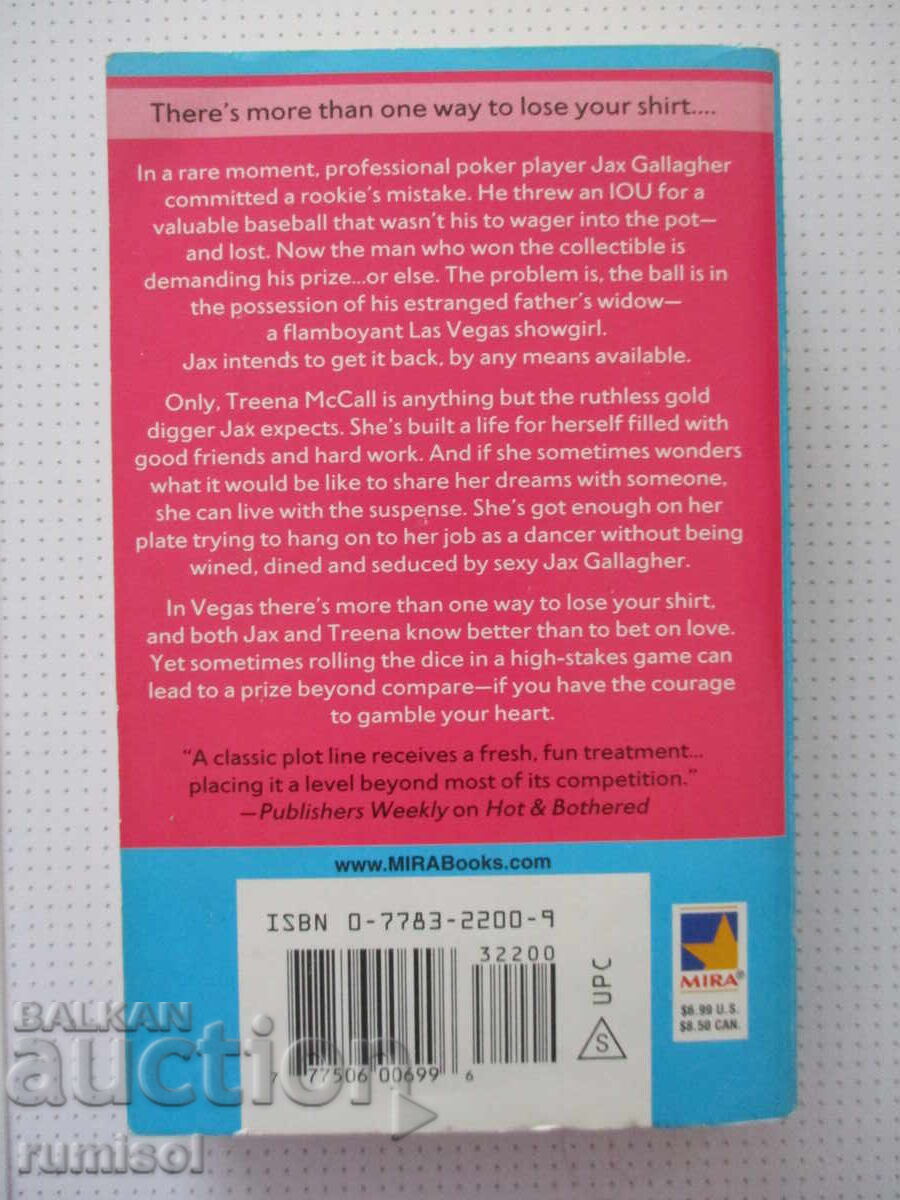 There's more than one way to lose your shirt....
In a rare moment, professional poker player Jax Gallagher
committed a rookie's mistake. He threw an IOU for a
valuable baseball that wasn't his to wager into the pot—
and lost. Now the man who won the collectible is
demanding his prize...or else. The problem is, the ball is in
the possession of his estranged father's widow—
a flamboyant Las Vegas showgirl.
Jax intends to get it back, by any means available.
Only, Treena McCall is anything but the ruthless gold
digger Jax expects. She's built a life for herself filled with
good friends and hard work. And if she sometimes wonders
what it would be like to share her dreams with someone,
she can live with the suspense. She's got enough on her
plate trying to hang on to her job as a dancer without being
wined, dined and seduced by sexy Jax Gallagher.
In Vegas there's more than one way to lose your shirt,
and both Jax and Treena know better than to bet on love.
Yet sometimes rolling the dice in a high-stakes game can
lead to a prize beyond compare—if you have the courage
to gamble your heart.
"A classic plot line receives a fresh, fun treatment...
placing it a level beyond most of its competition."
—Publishers Weekly on Hot & Bothered
www.MIRABooks.com
ISBN 0-7783-2200-9
32200
7 77506 00699 6
UPC
S
MIRA®
$6.99 U.S.
$8.50 CAN.
BALKAN
auction
rumisol